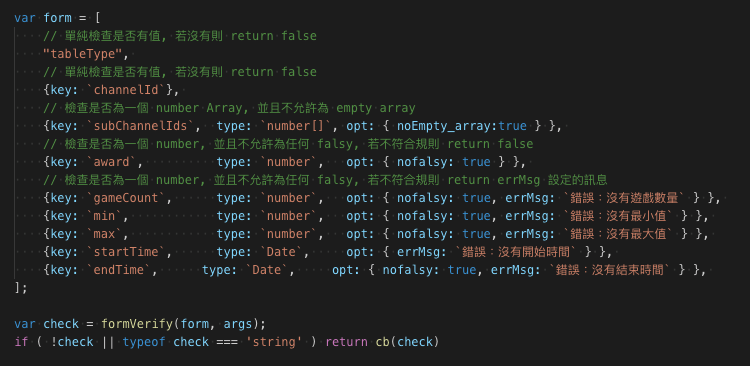 var form = [
    // 單純檢查是否有值, 若沒有則 return false
    "tableType",
    // 單純檢查是否有值, 若沒有則 return false
    {key: `channelId`},
    // 檢查是否為一個 number Array, 並且不允許為 empty array
    {key: `subChannelIds`,  type: `number[]`, opt: { noEmpty_array:true } },
    // 檢查是否為一個 number, 並且不允許為任何 falsy, 若不符合規則 return false
    {key: `award`,          type: `number`,   opt: { nofalsy: true } },
    // 檢查是否為一個 number, 並且不允許為任何 falsy, 若不符合規則 return errMsg 設定的訊息
    {key: `gameCount`,      type: `number`,   opt: { nofalsy: true, errMsg: `錯誤：沒有遊戲數量` } },
    {key: `min`,            type: `number`,   opt: { nofalsy: true, errMsg: `錯誤：沒有最小值` } },
    {key: `max`,            type: `number`,   opt: { nofalsy: true, errMsg: `錯誤：沒有最大值` } },
    {key: `startTime`,      type: `Date`,     opt: { errMsg: `錯誤：沒有開始時間` } },
    {key: `endTime`,      type: `Date`,     opt: { nofalsy: true, errMsg: `錯誤：沒有結束時間` } },
];
var check = formVerify(form, args);
if ( !check || typeof check === 'string' ) return cb(check)